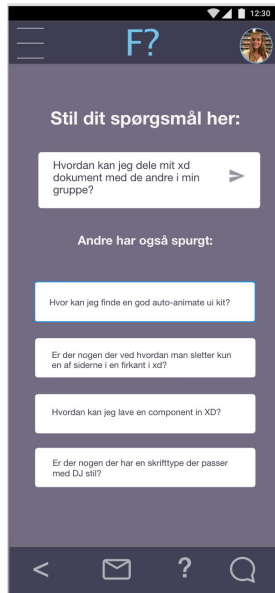 12:30
F?
Stil dit spørgsmål her:
Hvordan kan jeg dele mit xd
dokument med de andre i min
gruppe?
Andre har også spurgt:
Hvor kan jeg finde en god auto-animate ui kit?
Er der nogen der ved hvordan man sletter kun
en af siderne i en firkant i xd?
Hvordan kan jeg lave en component in XD?
Er der nogen der har en skrifttype der passer
med DJ stil?
< ?